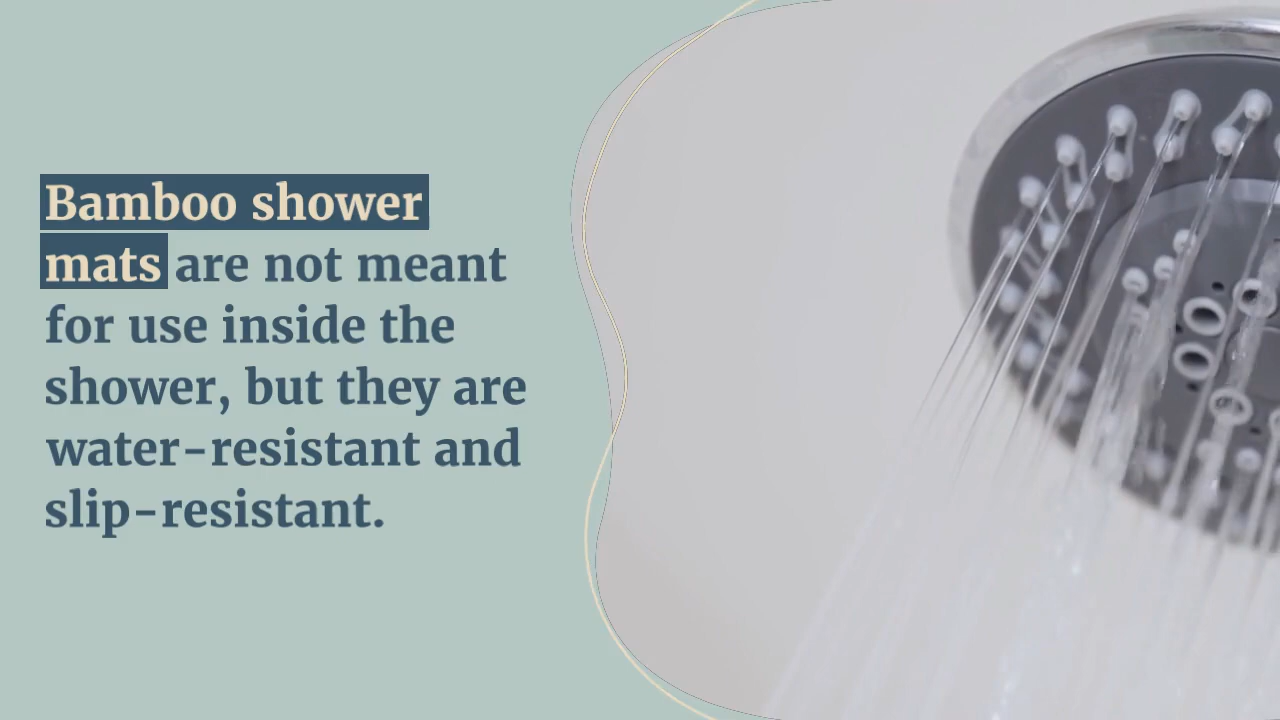 Bamboo shower
mats are not meant
for use inside the
shower, but they are
water-resistant and
slip-resistant.